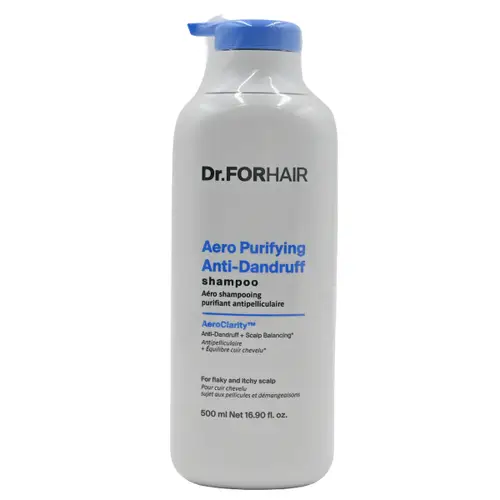 Dr.FORHAIR
Aero Purifying
Anti-Dandruff
shampoo
Aéro shampooing
purifiant antipelliculaire
AeroClarity™
Anti-Dandruff + Scalp Balancing*
Antipelliculaire
+ Équilibre cuir chevelu*
For flaky and itchy scalp
Pour cuir chevelu
sujet aux pellicules et démangeaisons
500 ml Net 16.90 fl. oz.